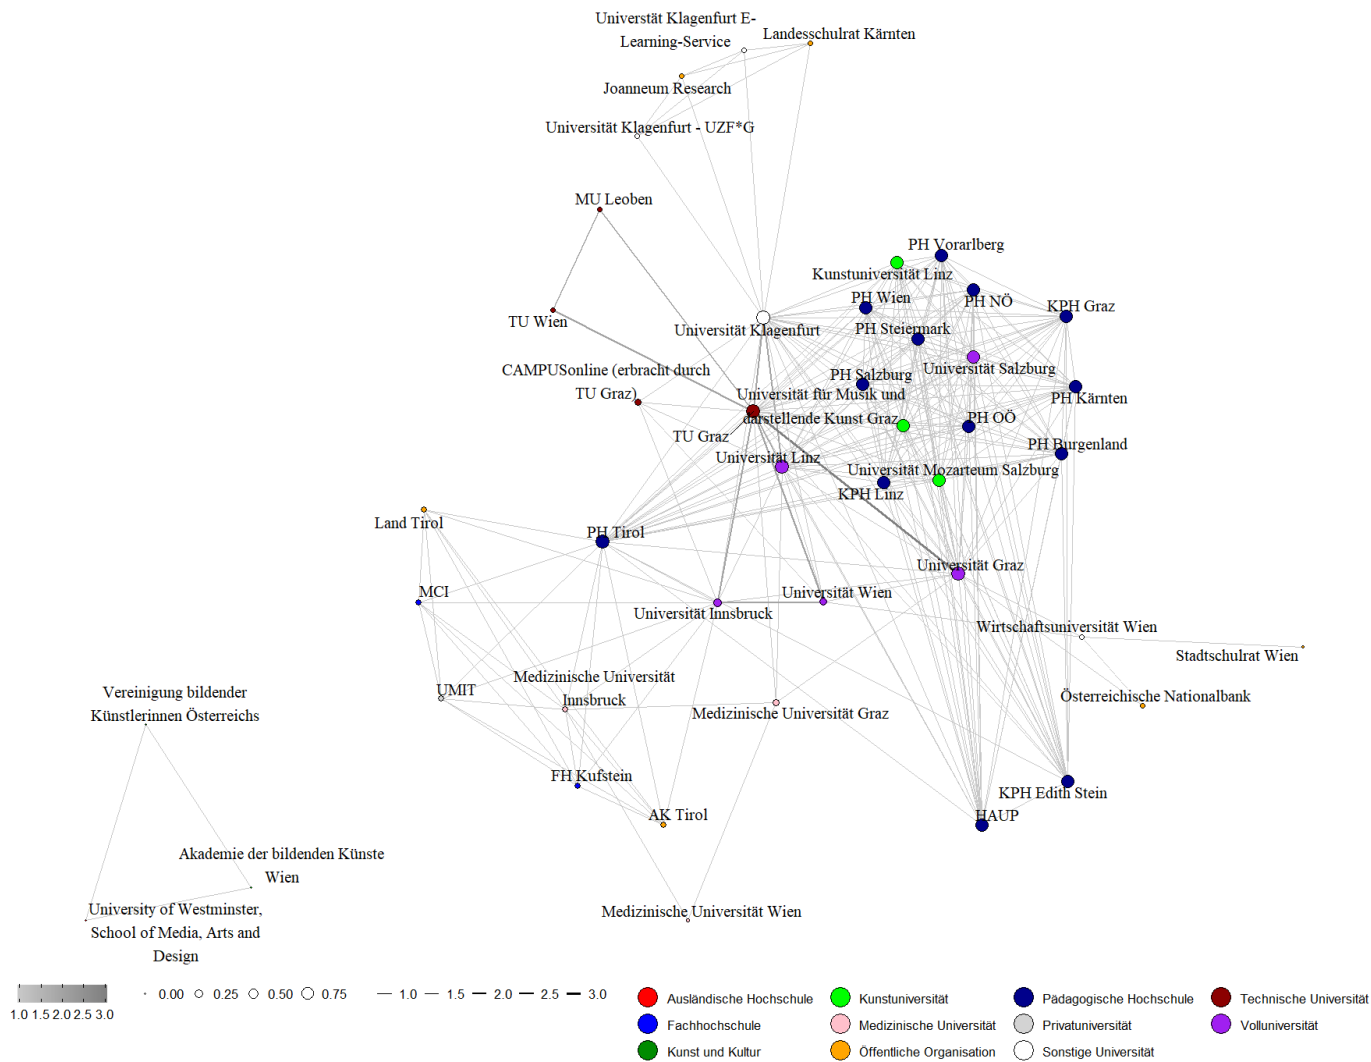 Universtät Klagenfurt E-
Learning-Service
Landesschulrat Kärnten
Joanneum Research
Universität Klagenfurt - UZF*G
MU Leoben
PH Vorarlberg
Kunstuniversität Linz
PH Wien
PH NÖ
KPH Graz
TU Wien
Universität Klagenfurt
PH Steiermark
Universität Salzburg
CAMPUSonline (erbracht durch
TU Graz)
PH Salzburg
Universität für Musik und
darstellende Kunst Graz
PH Kärnten
PH OÖ
TU Graz
PH Burgenland
Universität Linz
Universität Mozarteum Salzburg
KPH Linz
Land Tirol
PH Tirol
Universität Graz
MCI
Universität Wien
Universität Innsbruck
Wirtschaftsuniversität Wien
Stadtschulrat Wien
Medizinische Universität
Innsbruck
UMIT
Vereinigung bildender
Künstlerinnen Österreichs
Österreichische Nationalbank
Medizinische Universität Graz
FH Kufstein
KPH Edith Stein
AK Tirol
HAUP
Akademie der bildenden Künste
Wien
University of Westminster,
School of Media, Arts and
Design
Medizinische Universität Wien
1.0 1.5 2.0 2.5 3.0
0.00 0.25 0.50 0.75
1.0 1.5 2.0 2.5 3.0
Ausländische Hochschule
Fachhochschule
Kunst und Kultur
Kunstuniversität
Medizinische Universität
Öffentliche Organisation
Pädagogische Hochschule
Privatuniversität
Sonstige Universität
Technische Universität
Volluniversität